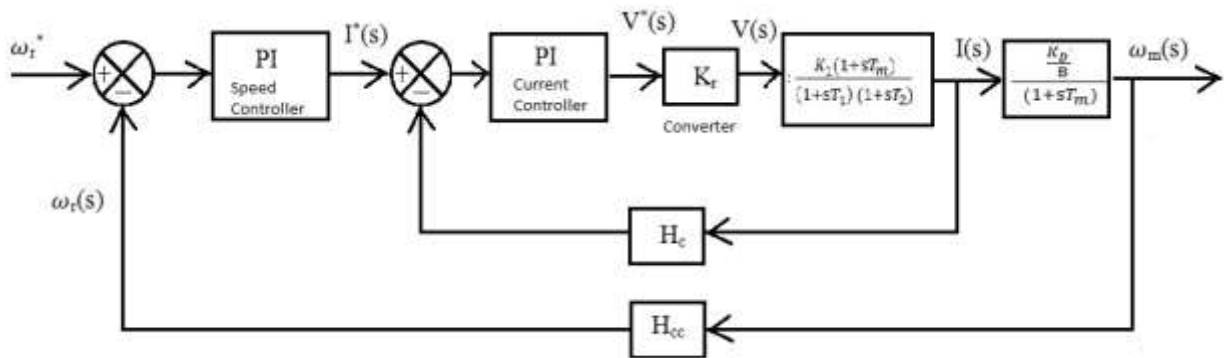 ωr*
+
−
PI
Speed
Controller
I*(s)
+
−
PI
Current
Controller
V*(s)
Kr
Converter
V(s)
K1(1+sTm)
(1+sT1)(1+sT2)
I(s)
KD
B
(1+sTm)
ωm(s)
ωr(s)
Hc
Hcc